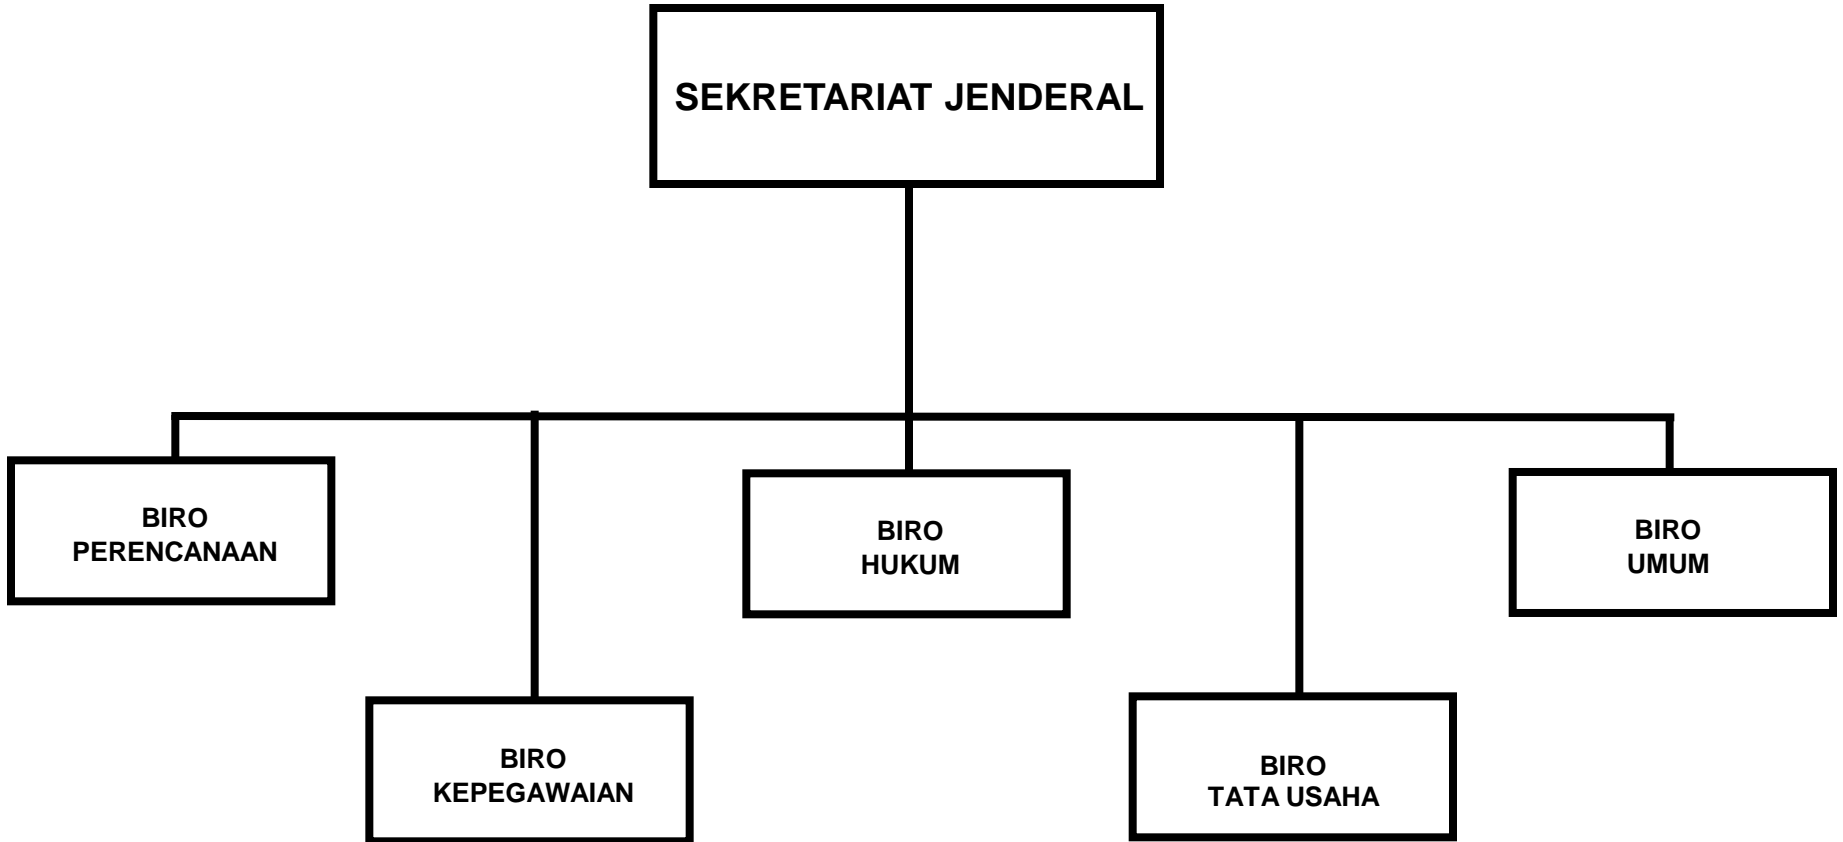 SEKRETARIAT JENDERAL
BIRO
PERENCANAAN
BIRO
HUKUM
BIRO
UMUM
BIRO
KEPEGAWAIAN
BIRO
TATA USAHA